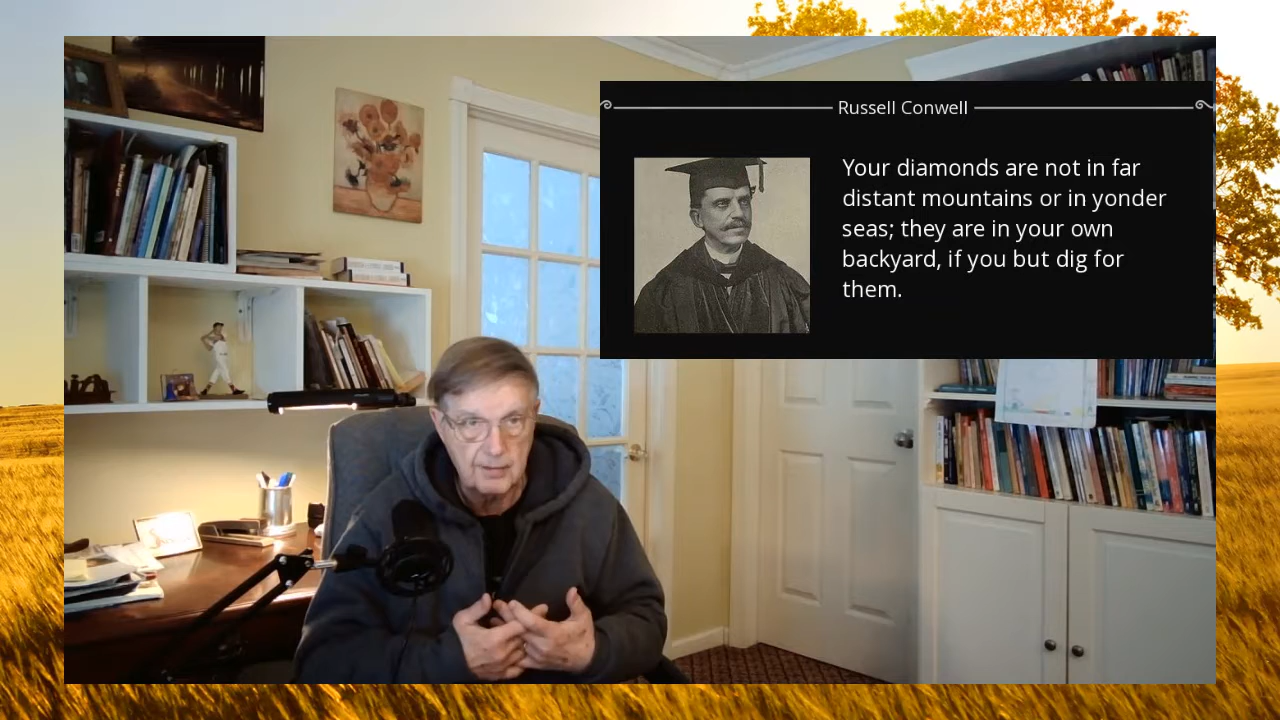 Russell Conwell
Your diamonds are not in far
distant mountains or in yonder
seas; they are in your own
backyard, if you but dig for
them.